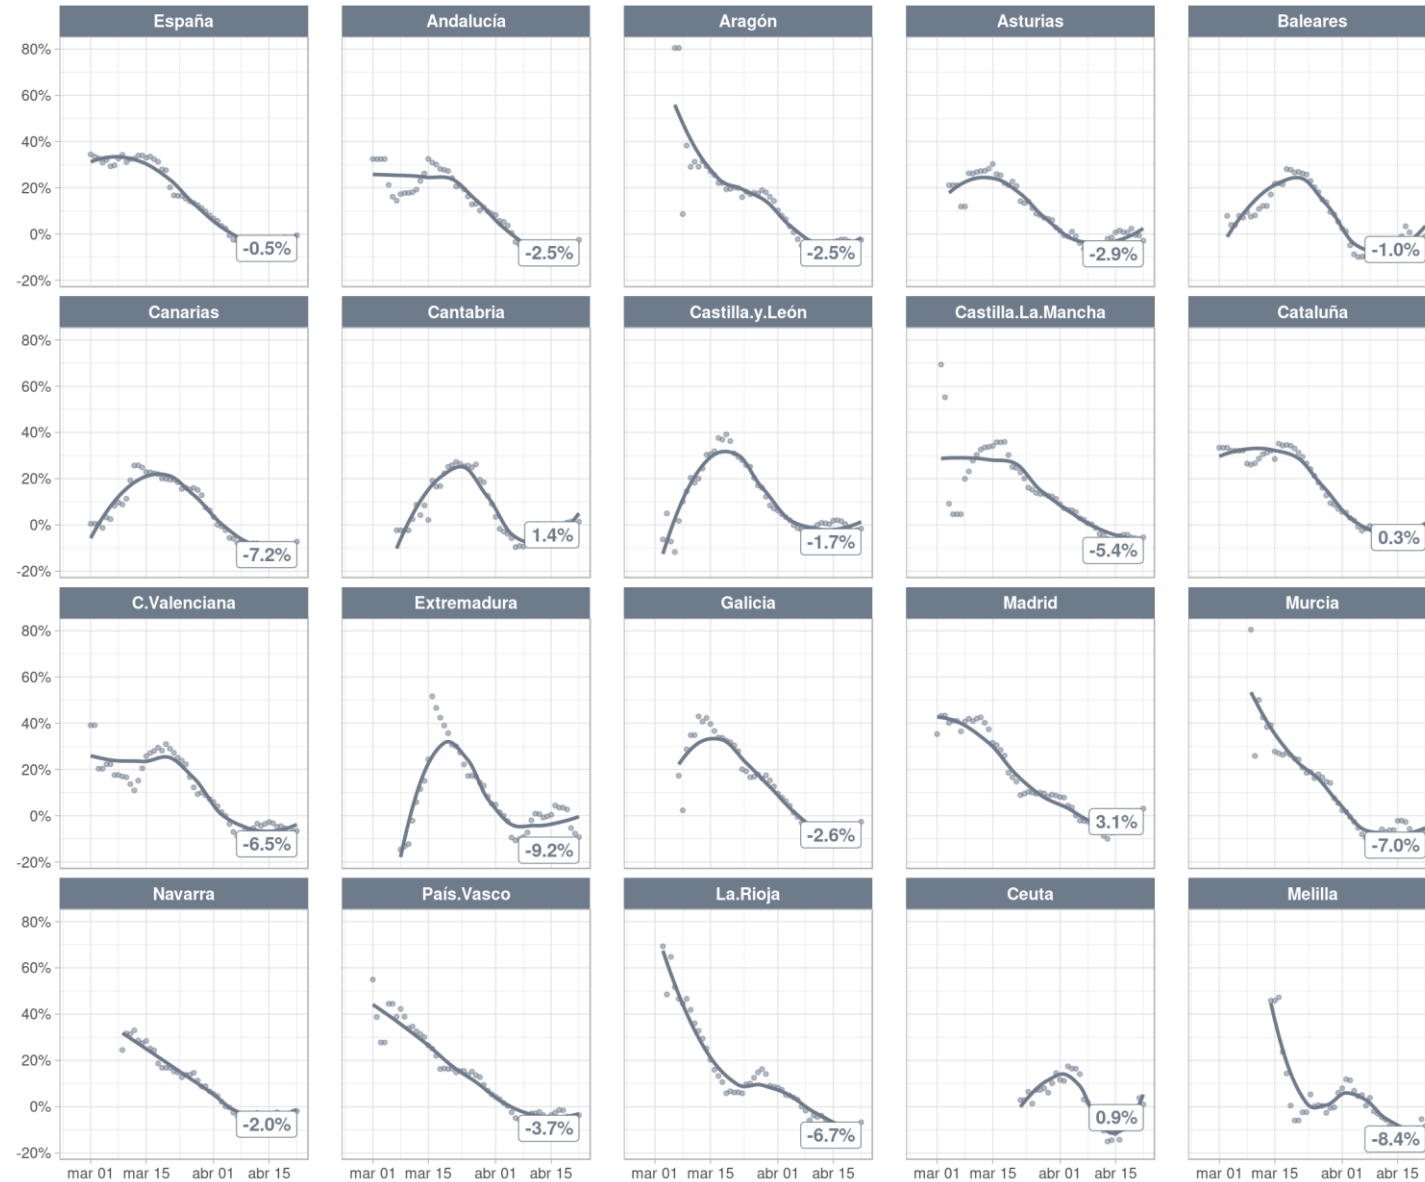 España Andalucía Aragón Asturias Baleares
80%
60%
40%
20%
0%
-20%
-0.5% -2.5% -2.5% -2.9% -1.0%
Canarias Cantabria Castilla.y.León Castilla.La.Mancha Cataluña
80%
60%
40%
20%
0%
-20%
-7.2% 1.4% -1.7% -5.4% 0.3%
C.Valenciana Extremadura Galicia Madrid Murcia
80%
60%
40%
20%
0%
-20%
-6.5% -9.2% -2.6% 3.1% -7.0%
Navarra País.Vasco La.Rioja Ceuta Melilla
80%
60%
40%
20%
0%
-20%
-2.0% -3.7% -6.7% 0.9% -8.4%
mar 01 mar 15 abr 01 abr 15 mar 01 mar 15 abr 01 abr 15 mar 01 mar 15 abr 01 abr 15 mar 01 mar 15 abr 01 abr 15 mar 01 mar 15 abr 01 abr 15